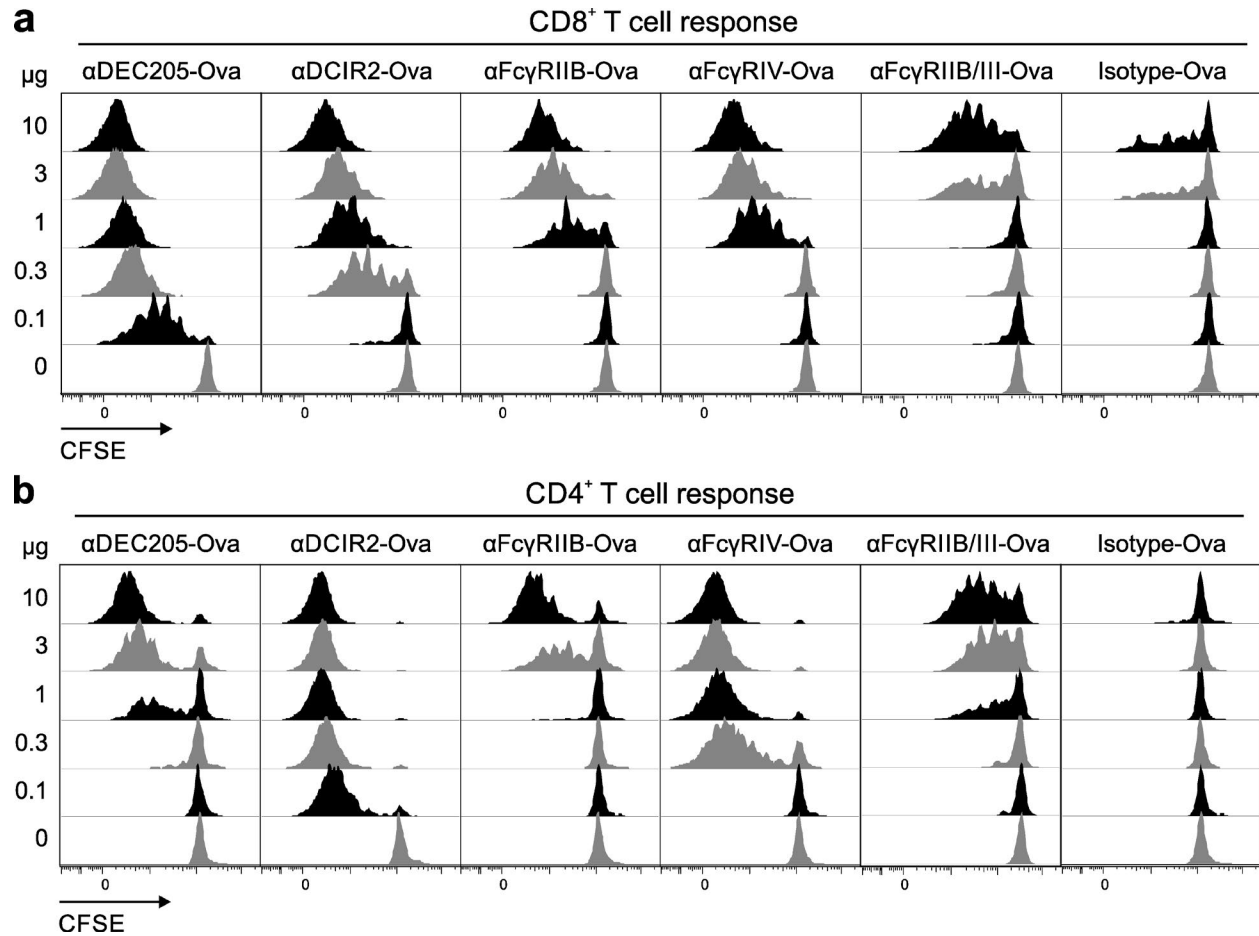 a
CD8⁺ T cell response
µg αDEC205-Ova αDCIR2-Ova αFcγRIIB-Ova αFcγRIV-Ova αFcγRIIB/III-Ova Isotype-Ova
10
3
1
0.3
0.1
0
0 0 0 0 0 0
CFSE
b
CD4⁺ T cell response
µg αDEC205-Ova αDCIR2-Ova αFcγRIIB-Ova αFcγRIV-Ova αFcγRIIB/III-Ova Isotype-Ova
10
3
1
0.3
0.1
0
0 0 0 0 0 0
CFSE